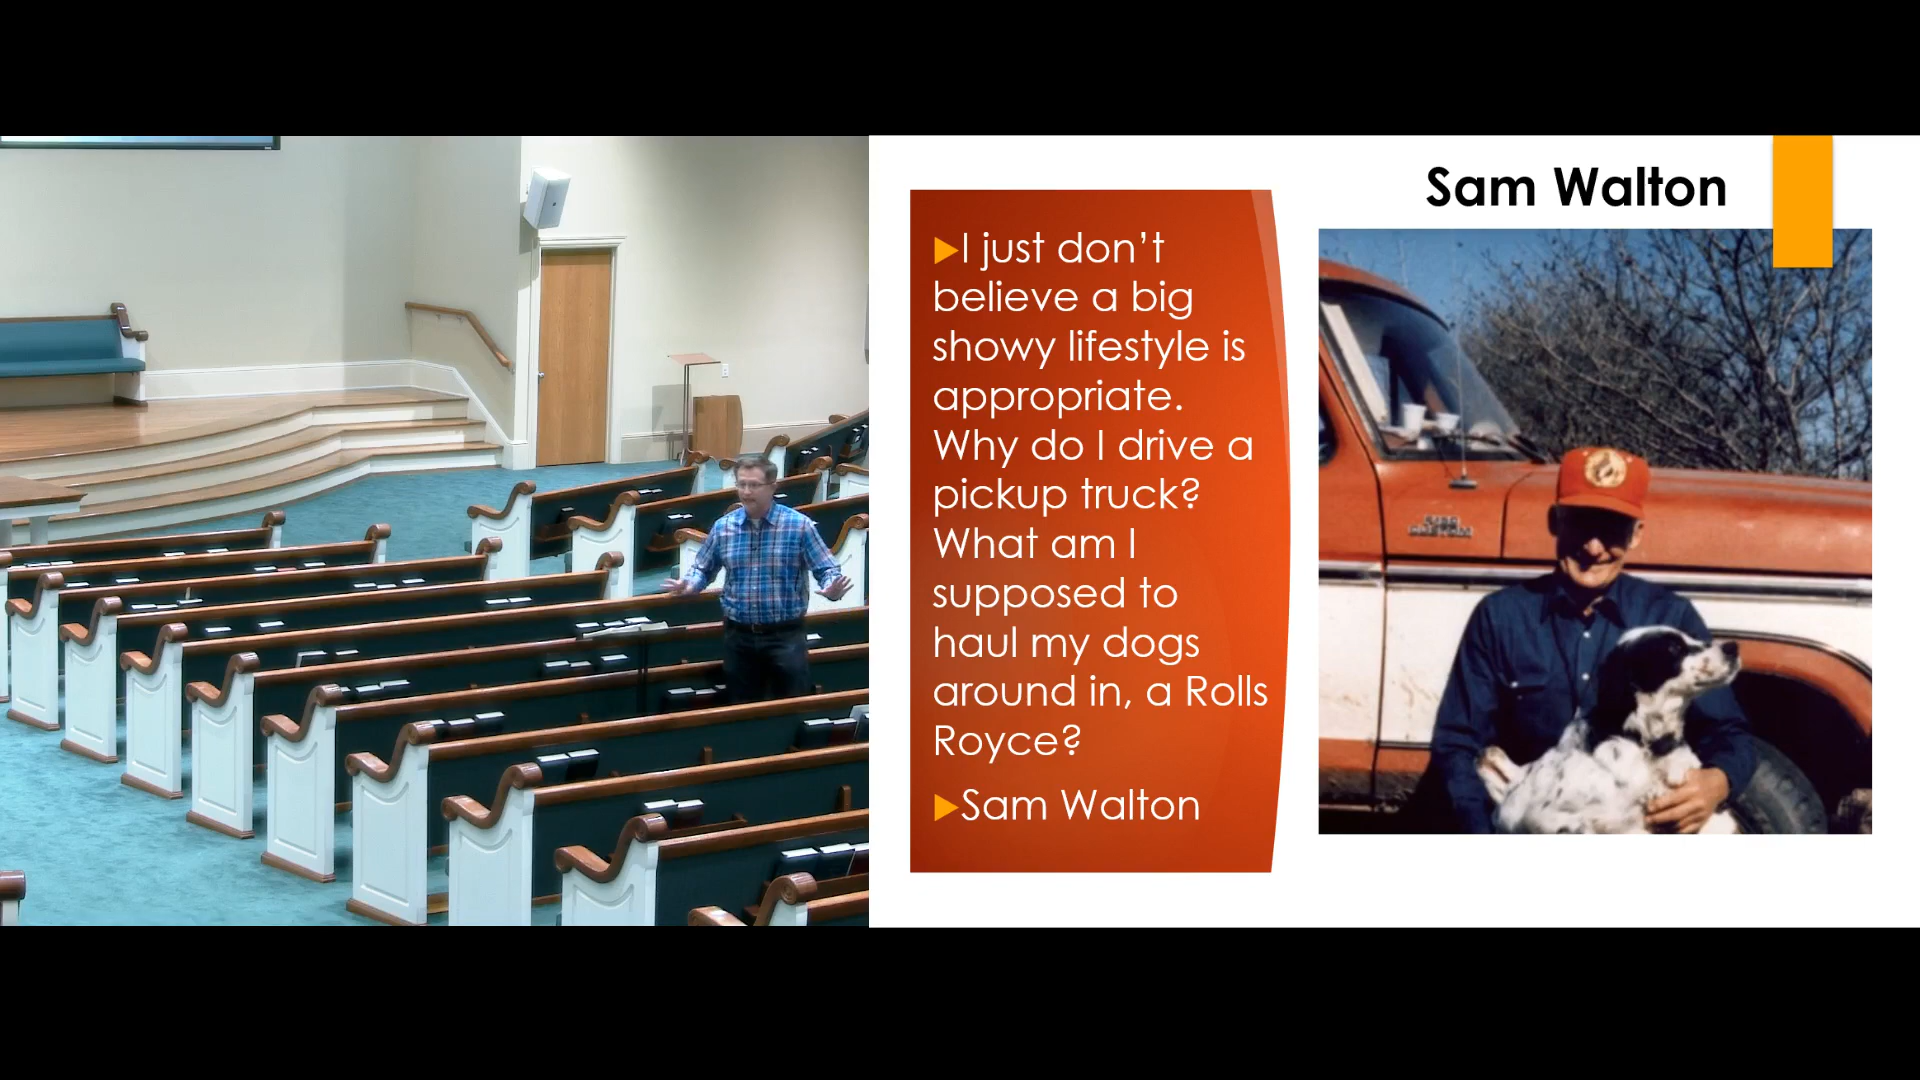 Sam Walton
I just don’t
believe a big
showy lifestyle is
appropriate.
Why do I drive a
pickup truck?
What am I
supposed to
haul my dogs
around in, a Rolls
Royce?
Sam Walton